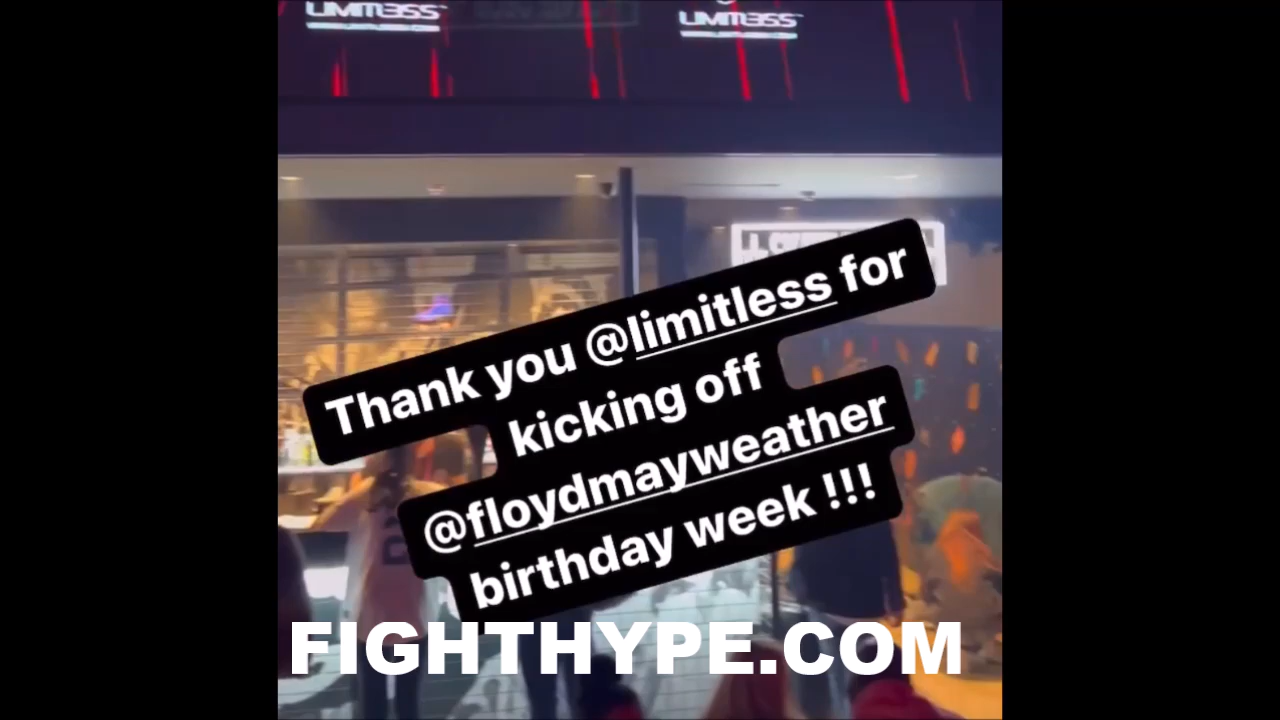 LIMITLESS LIMITLESS
Thank you @limitless for
kicking off
@floydmayweather
birthday week !!!
FIGHTHYPE.COM